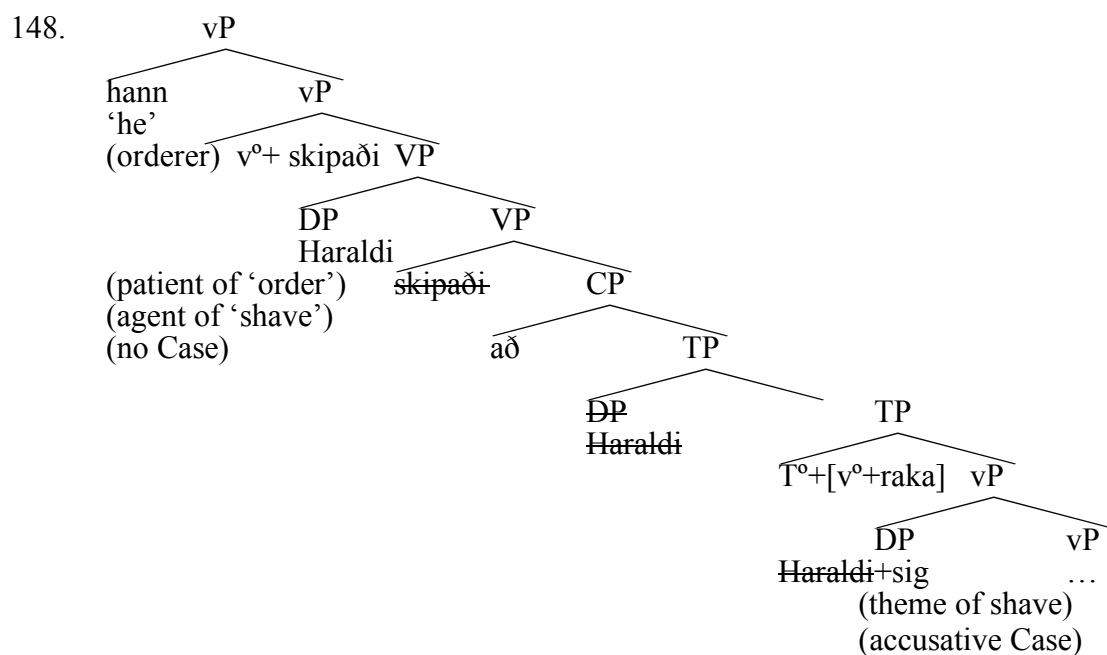 148. vP
hann vP
‘he’
(orderer) vº+ skipaði VP
DP VP
Haraldi
(patient of ‘order’) skipaði CP
(agent of ‘shave’)
(no Case) að TP
DP TP
Haraldi
Tº+[vº+raka] vP
DP vP
Haraldi+sig …
(theme of shave)
(accusative Case)